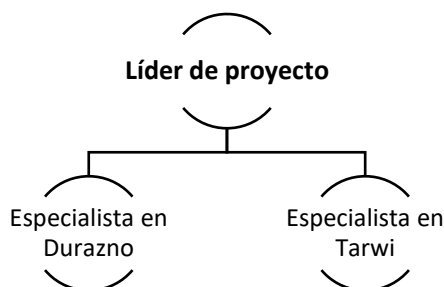 Líder de proyecto
Especialista en
Durazno
Especialista en
Tarwi